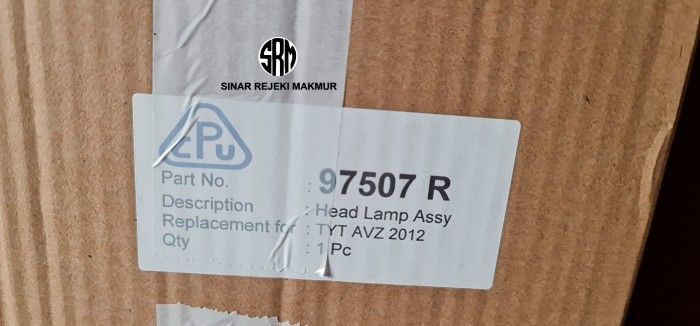 SRM
SINAR REJEKI MAKMUR
EPU
Part No. : 97507 R
Description : Head Lamp Assy
Replacement for : TYT AVZ 2012
Qty : 1 Pc